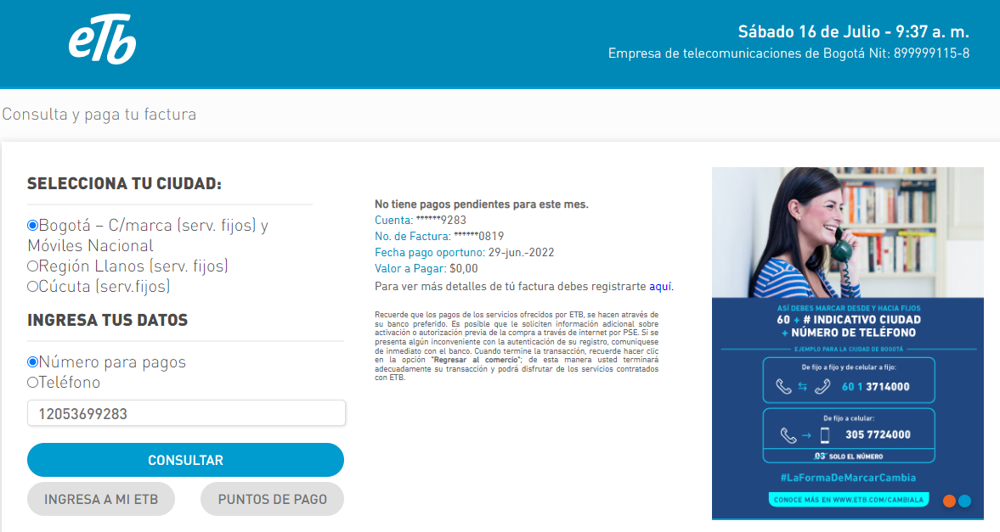 eTb
Sábado 16 de Julio - 9:37 a. m.
Empresa de telecomunicaciones de Bogotá Nit: 899999115-8
Consulta y paga tu factura
SELECCIONA TU CIUDAD:
Bogotá – C/marca (serv. fijos) y
Móviles Nacional
Región Llanos (serv. fijos)
Cúcuta (serv.fijos)
INGRESA TUS DATOS
Número para pagos
Teléfono
12053699283
CONSULTAR
INGRESA A MI ETB
PUNTOS DE PAGO
No tiene pagos pendientes para este mes.
Cuenta: ******9283
No. de Factura: ******0819
Fecha pago oportuno: 29-jun.-2022
Valor a Pagar: $0,00
Para ver más detalles de tú factura debes registrarte aquí.
Recuerde que los pagos de los servicios ofrecidos por ETB, se hacen através de
su banco preferido. Es posible que le soliciten información adicional sobre
activación o autorización previa de la compra a través de internet por PSE. Si se
presenta algún inconveniente con la autenticación de su registro, comuniquese
de inmediato con el banco. Cuando termine la transacción, recuerde hacer clic
en la opción "Regresar al comercio"; de esta manera usted terminará
adecuadamente su transacción y podrá disfrutar de los servicios contratados
con ETB.
ASÍ DEBES MARCAR DESDE Y HACIA FIJOS
60 + # INDICATIVO CIUDAD
+ NÚMERO DE TELÉFONO
EJEMPLO PARA LA CIUDAD DE BOGOTÁ
De fijo a fijo y de celular a fijo:
60 1 3714000
De fijo a celular:
305 7724000
03 SOLO EL NÚMERO
#LaFormaDeMarcarCambia
CONOCE MÁS EN WWW.ETB.COM/CAMBIALA